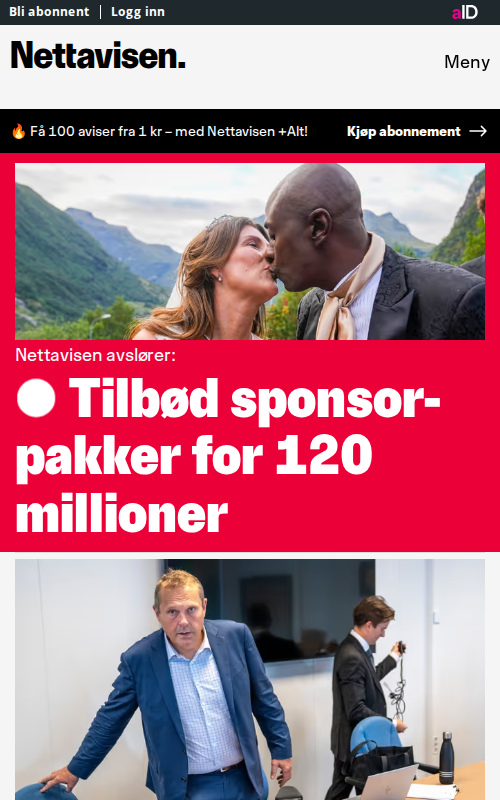 Bli abonnent | Logg inn
aID
Nettavisen.
Meny
🔥 Få 100 aviser fra 1 kr – med Nettavisen +Alt!
Kjøp abonnement →
Nettavisen avslører:
Tilbød sponsor-
pakker for 120
millioner